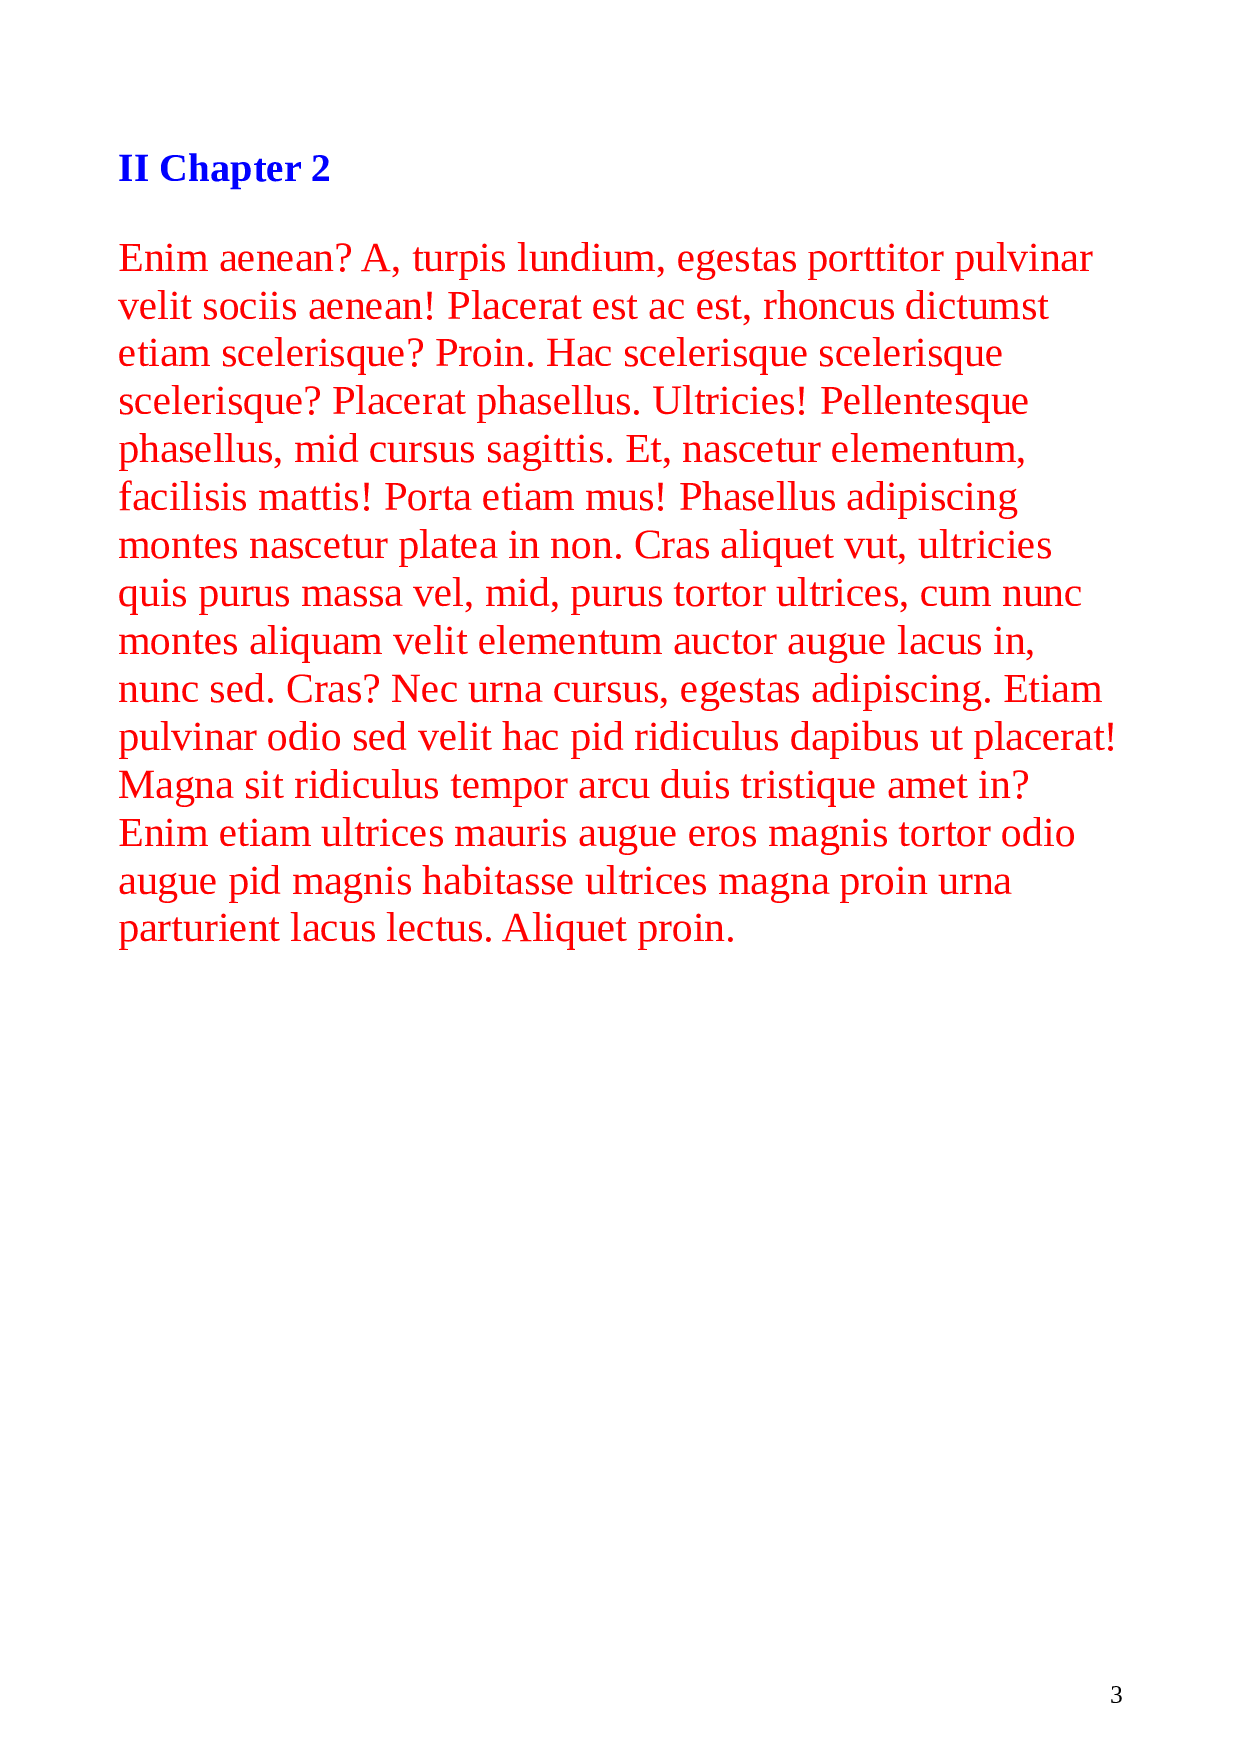 II Chapter 2
Enim aenean? A, turpis lundium, egestas porttitor pulvinar
velit sociis aenean! Placerat est ac est, rhoncus dictumst
etiam scelerisque? Proin. Hac scelerisque scelerisque
scelerisque? Placerat phasellus. Ultricies! Pellentesque
phasellus, mid cursus sagittis. Et, nascetur elementum,
facilisis mattis! Porta etiam mus! Phasellus adipiscing
montes nascetur platea in non. Cras aliquet vut, ultricies
quis purus massa vel, mid, purus tortor ultrices, cum nunc
montes aliquam velit elementum auctor augue lacus in,
nunc sed. Cras? Nec urna cursus, egestas adipiscing. Etiam
pulvinar odio sed velit hac pid ridiculus dapibus ut placerat!
Magna sit ridiculus tempor arcu duis tristique amet in?
Enim etiam ultrices mauris augue eros magnis tortor odio
augue pid magnis habitasse ultrices magna proin urna
parturient lacus lectus. Aliquet proin.
3